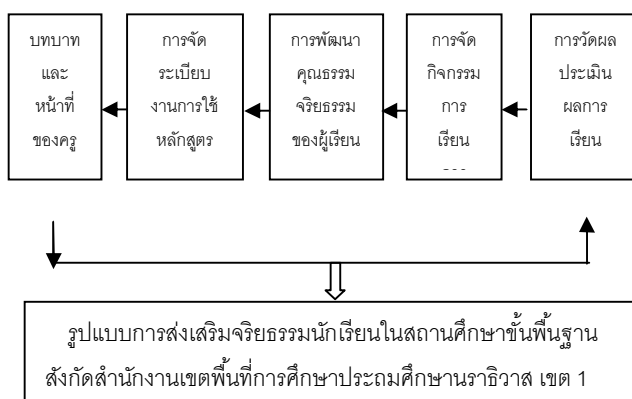 บทบาท
และ
หน้าที่
ของครู
การจัด
ระเบียบ
งานการใช้
หลักสูตร
การพัฒนา
คุณธรรม
จริยธรรม
ของผู้เรียน
การจัด
กิจกรรม
การ
เรียน
การวัดผล
ประเมิน
ผลการ
เรียน
รูปแบบการส่งเสริมจริยธรรมนักเรียนในสถานศึกษาขั้นพื้นฐาน
สังกัดสำนักงานเขตพื้นที่การศึกษาประถมศึกษานราธิวาส เขต 1